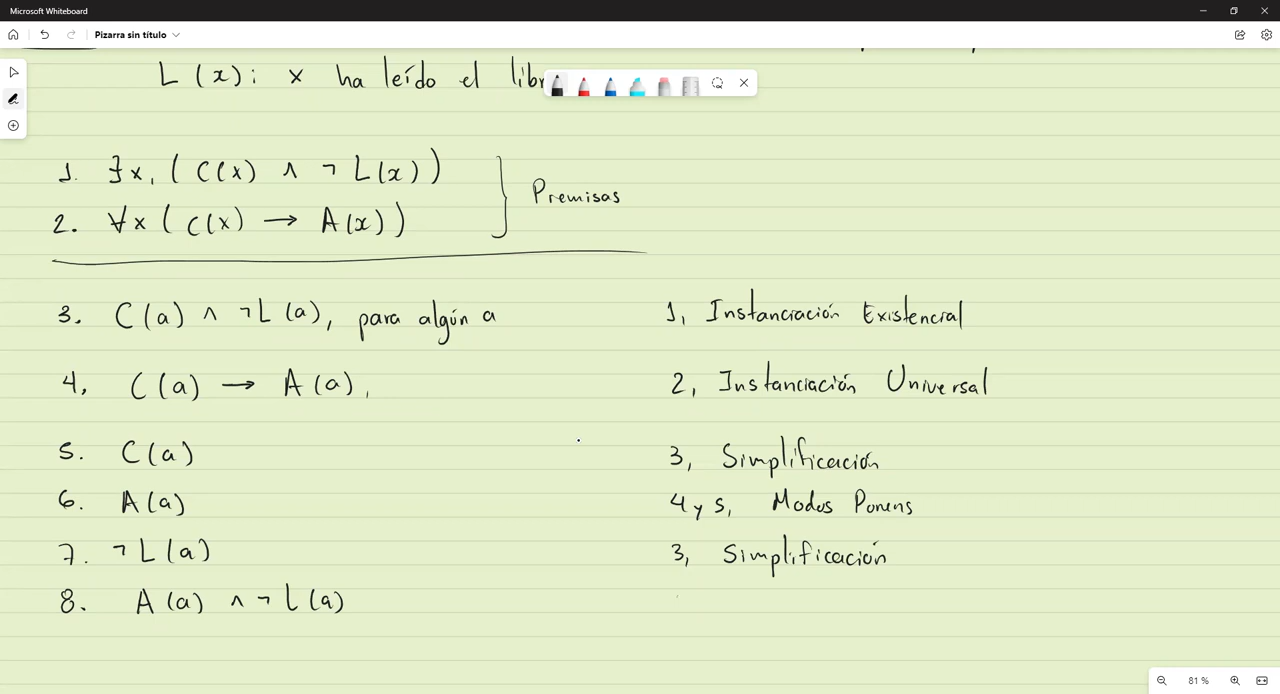 Microsoft Whiteboard
Pizarra sin título
L(x): x ha leído el libr
1. ∃x, (C(x) ∧ ¬L(x))
2. ∀x (C(x) → A(x))
Premisas
3. C(a) ∧ ¬L(a), para algún a 1, Instanciación Existencial
4, C(a) → A(a), 2, Instanciación Universal
5. C(a) 3, Simplificación
6. A(a) 4 y 5, Modus Ponens
7. ¬L(a) 3, Simplificación
8. A(a) ∧ ¬L(a)
81 %